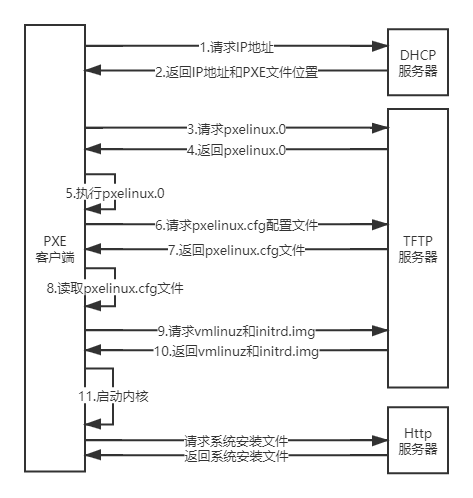 1.请求IP地址
DHCP
服务器
2.返回IP地址和PXE文件位置
3.请求pxelinux.0
4.返回pxelinux.0
5.执行pxelinux.0
6.请求pxelinux.cfg配置文件
PXE
客户端
TFTP
服务器
7.返回pxelinux.cfg文件
8.读取pxelinux.cfg文件
9.请求vmlinuz和initrd.img
10.返回vmlinuz和initrd.img
11.启动内核
Http
服务器
请求系统安装文件
返回系统安装文件